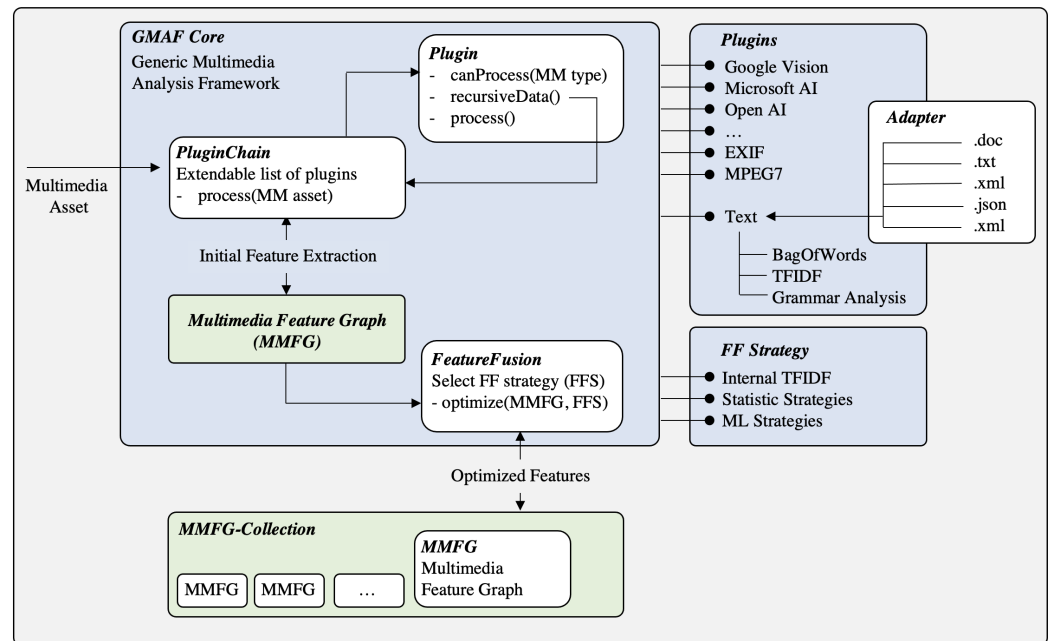 GMAF Core
Generic Multimedia
Analysis Framework
Plugin
- canProcess(MM type)
- recursiveData()
- process()
PluginChain
Extendable list of plugins
- process(MM asset)
Multimedia
Asset
Initial Feature Extraction
Multimedia Feature Graph
(MMFG)
FeatureFusion
Select FF strategy (FFS)
- optimize(MMFG, FFS)
Optimized Features
MMFG-Collection
MMFG
MMFG
…
MMFG
Multimedia
Feature Graph
Plugins
Google Vision
Microsoft AI
Open AI
…
EXIF
MPEG7
Text
BagOfWords
TFIDF
Grammar Analysis
Adapter
.doc
.txt
.xml
.json
.xml
FF Strategy
Internal TFIDF
Statistic Strategies
ML Strategies